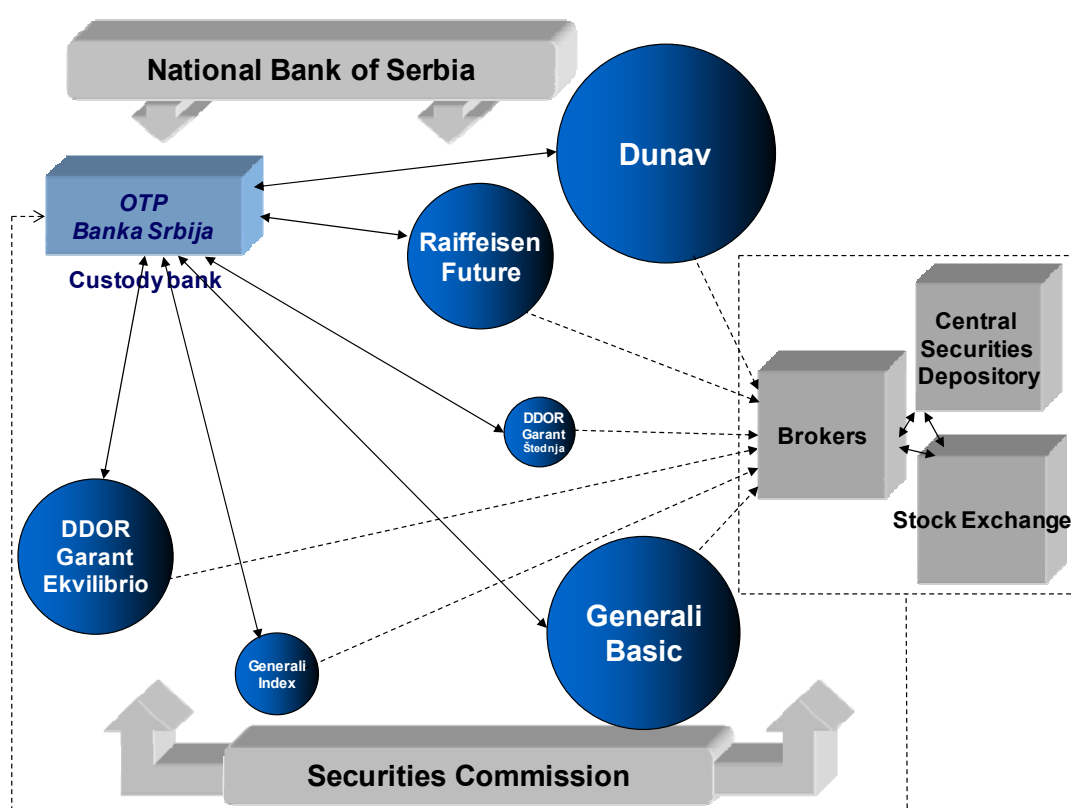 National Bank of Serbia
Dunav
OTP
Banka Srbija
Custody bank
Raiffeisen
Future
Central
Securities
Depository
Brokers
DDOR
Garant
Štednja
Stock Exchange
DDOR
Garant
Ekvilibrio
Generali
Basic
Generali
Index
Securities Commission